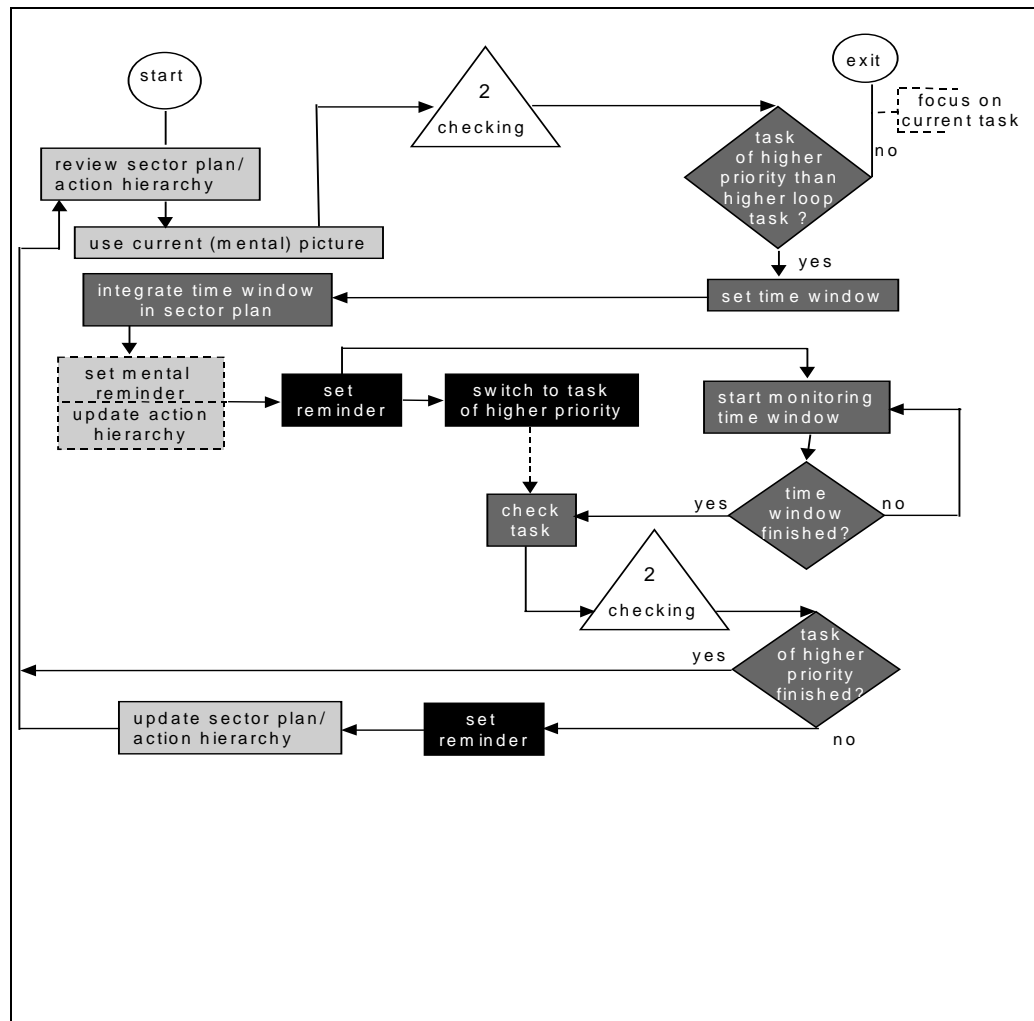 start
2
checking
exit
focus on
current task
task
of higher
priority than
higher loop
task ?
no
review sector plan/
action hierarchy
use current (mental) picture
yes
integrate time window
in sector plan
set time window
set mental
reminder
update action
hierarchy
set
reminder
switch to task
of higher priority
start monitoring
time window
check
task
yes
time
window
finished?
no
2
checking
task
of higher
priority
finished?
yes
update sector plan/
action hierarchy
set
reminder
no